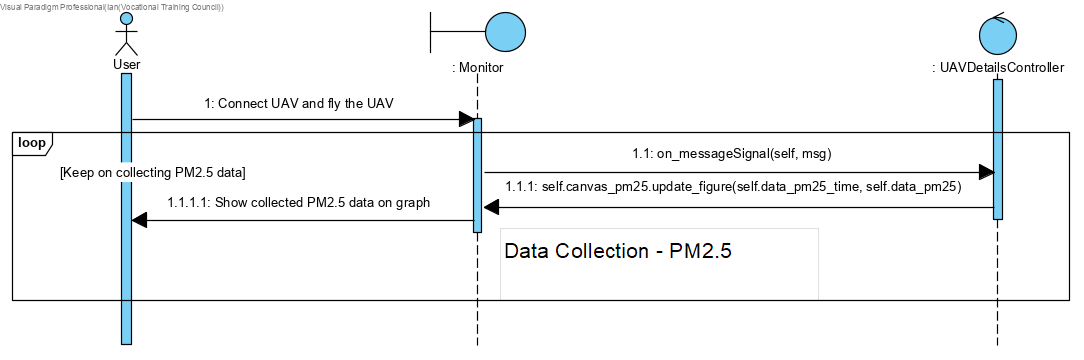 Visual Paradigm Professional(Ian(Vocational Training Council))
User
: Monitor
: UAVDetailsController
1: Connect UAV and fly the UAV
loop
1.1: on_messageSignal(self, msg)
[Keep on collecting PM2.5 data]
1.1.1: self.canvas_pm25.update_figure(self.data_pm25_time, self.data_pm25)
1.1.1.1: Show collected PM2.5 data on graph
Data Collection - PM2.5